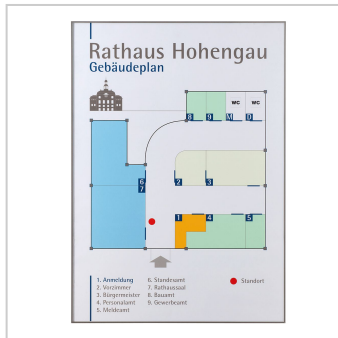 Rathaus Hohengau
Gebäudeplan
WC WC
8 9 M D
6
7
2 3
1 4 5
1. Anmeldung
2. Vorzimmer
3. Bürgermeister
4. Personalamt
5. Meldeamt
6. Standesamt
7. Rathaussaal
8. Bauamt
9. Gewerbeamt
Standort